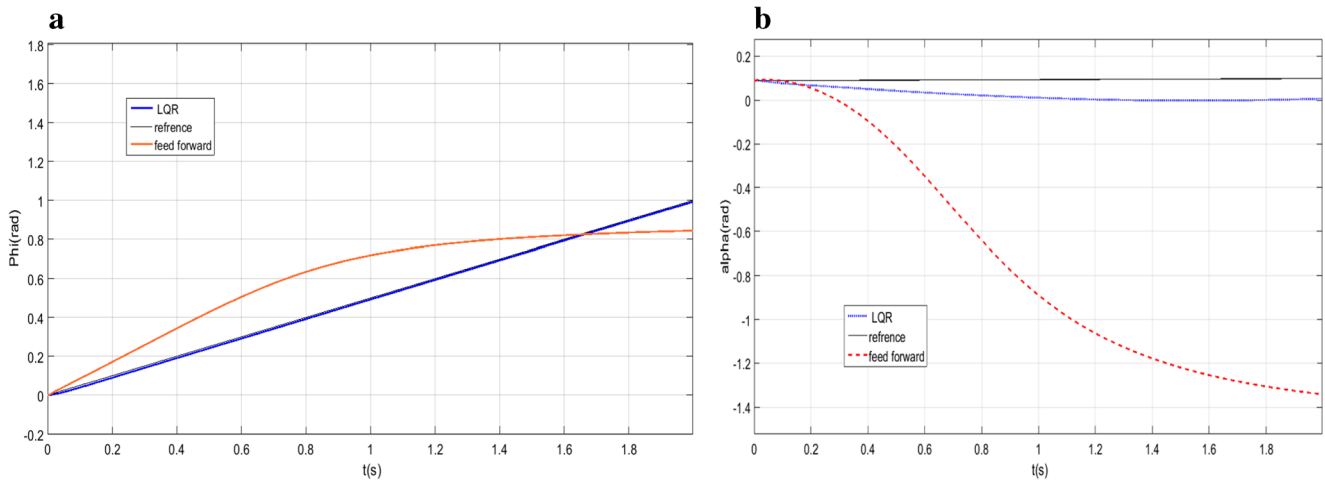 a
1.8
1.6
1.4
1.2
1
0.8
0.6
0.4
0.2
0
-0.2
Phi(rad)
LQR
refrence
feed forward
0 0.2 0.4 0.6 0.8 1 1.2 1.4 1.6 1.8
t(s)
b
0.2
0
-0.2
-0.4
-0.6
-0.8
-1
-1.2
-1.4
alpha(rad)
LQR
refrence
feed forward
0 0.2 0.4 0.6 0.8 1 1.2 1.4 1.6 1.8
t(s)